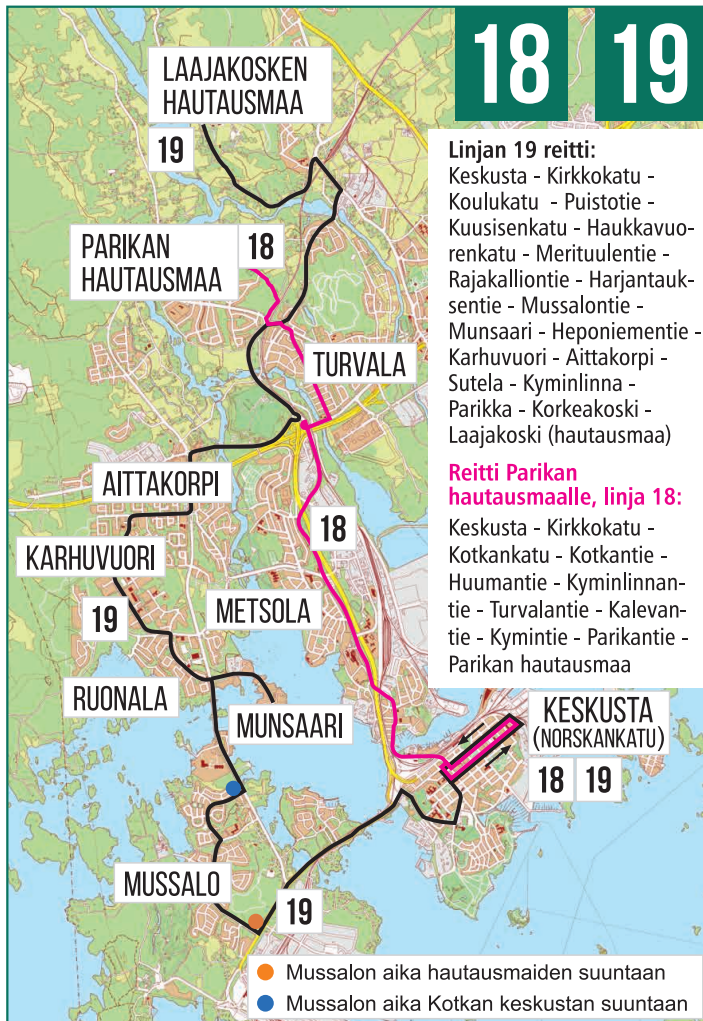 18 19
LAAJAKOSKEN
HAUTAUSMAA
19
Linjan 19 reitti:
Keskusta - Kirkkokatu -
Koulukatu - Puistotie -
Kuusisenkatu - Haukkavuo-
renkatu - Merituulentie -
Rajakalliontie - Harjantauk-
sentie - Mussalontie -
Munsaari - Heponiementie -
Karhuvuori - Aittakorpi -
Sutela - Kyminlinna -
Parikka - Korkeakoski -
Laajakoski (hautausmaa)
Reitti Parikan
hautausmaalle, linja 18:
Keskusta - Kirkkokatu -
Kotkankatu - Kotkantie -
Huumantie - Kyminlinnan-
tie - Turvalantie - Kalevan-
tie - Kymintie - Parikantie -
Parikan hautausmaa
PARIKAN
HAUTAUSMAA
18
TURVALA
AITTAKORPI
18
KARHUVUORI
METSOLA
19
RUONALA
MUNSAARI
KESKUSTA
(NORSKANKATU)
18 19
MUSSALO
19
Mussalon aika hautausmaiden suuntaan
Mussalon aika Kotkan keskustan suuntaan